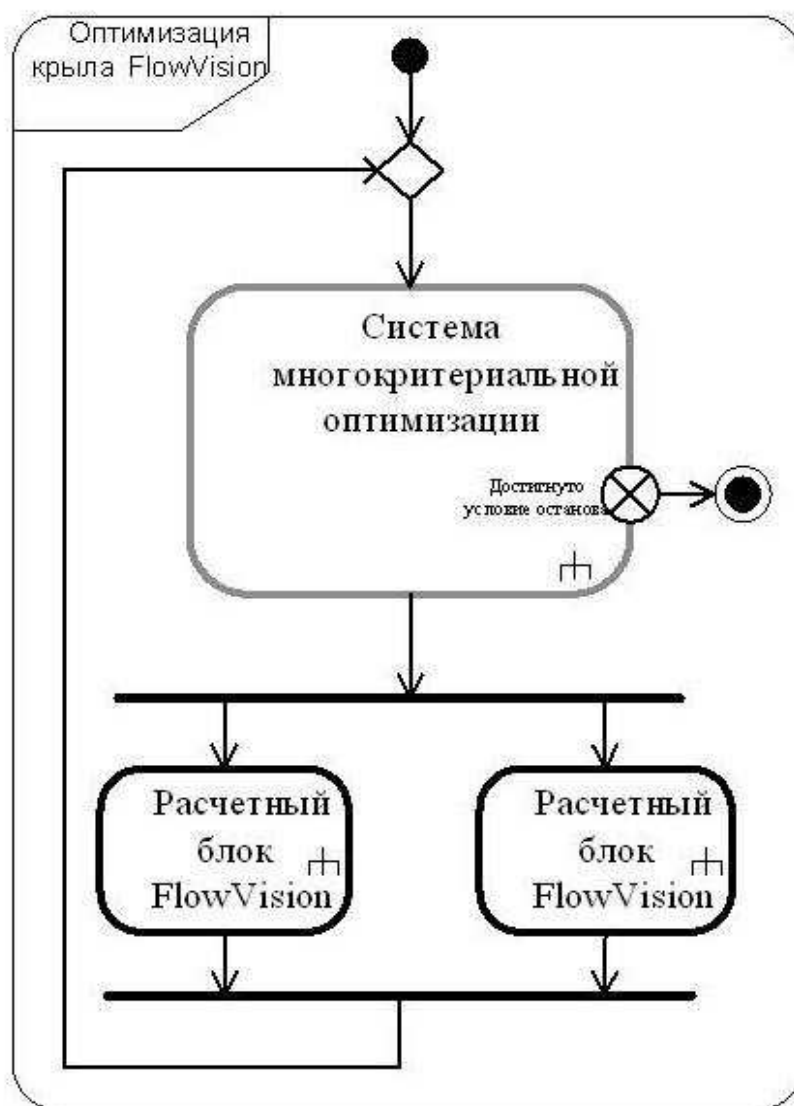 Оптимизация
крыла FlowVision
Система
многокритериальной
оптимизации
Достигнуто
условие останова
Расчетный
блок
FlowVision
Расчетный
блок
FlowVision